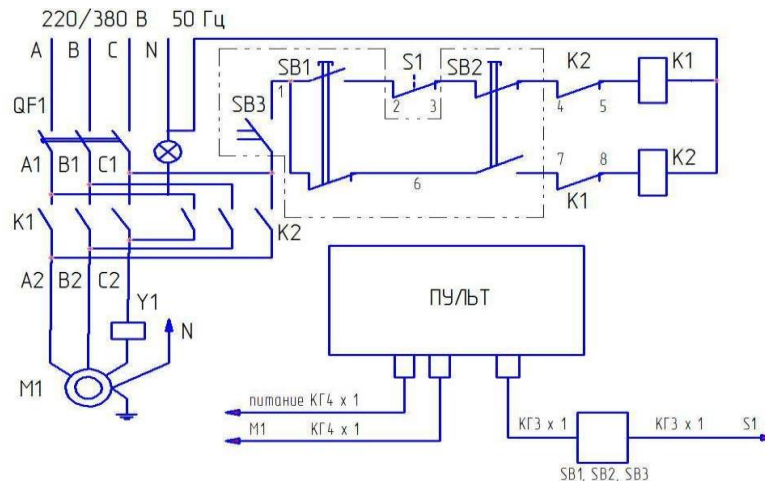 220/380 В 50 Гц
A B C N
QF1
A1 B1 C1
K1
K2
A2 B2 C2
Y1
N
M1
SB3
1
SB1
S1
2 3
SB2
K2
4 5
K1
6
7 8
K1
K2
ПУЛЬТ
питание КГ4 x 1
M1 КГ4 x 1
КГ3 x 1
КГ3 x 1
S1
SB1, SB2, SB3